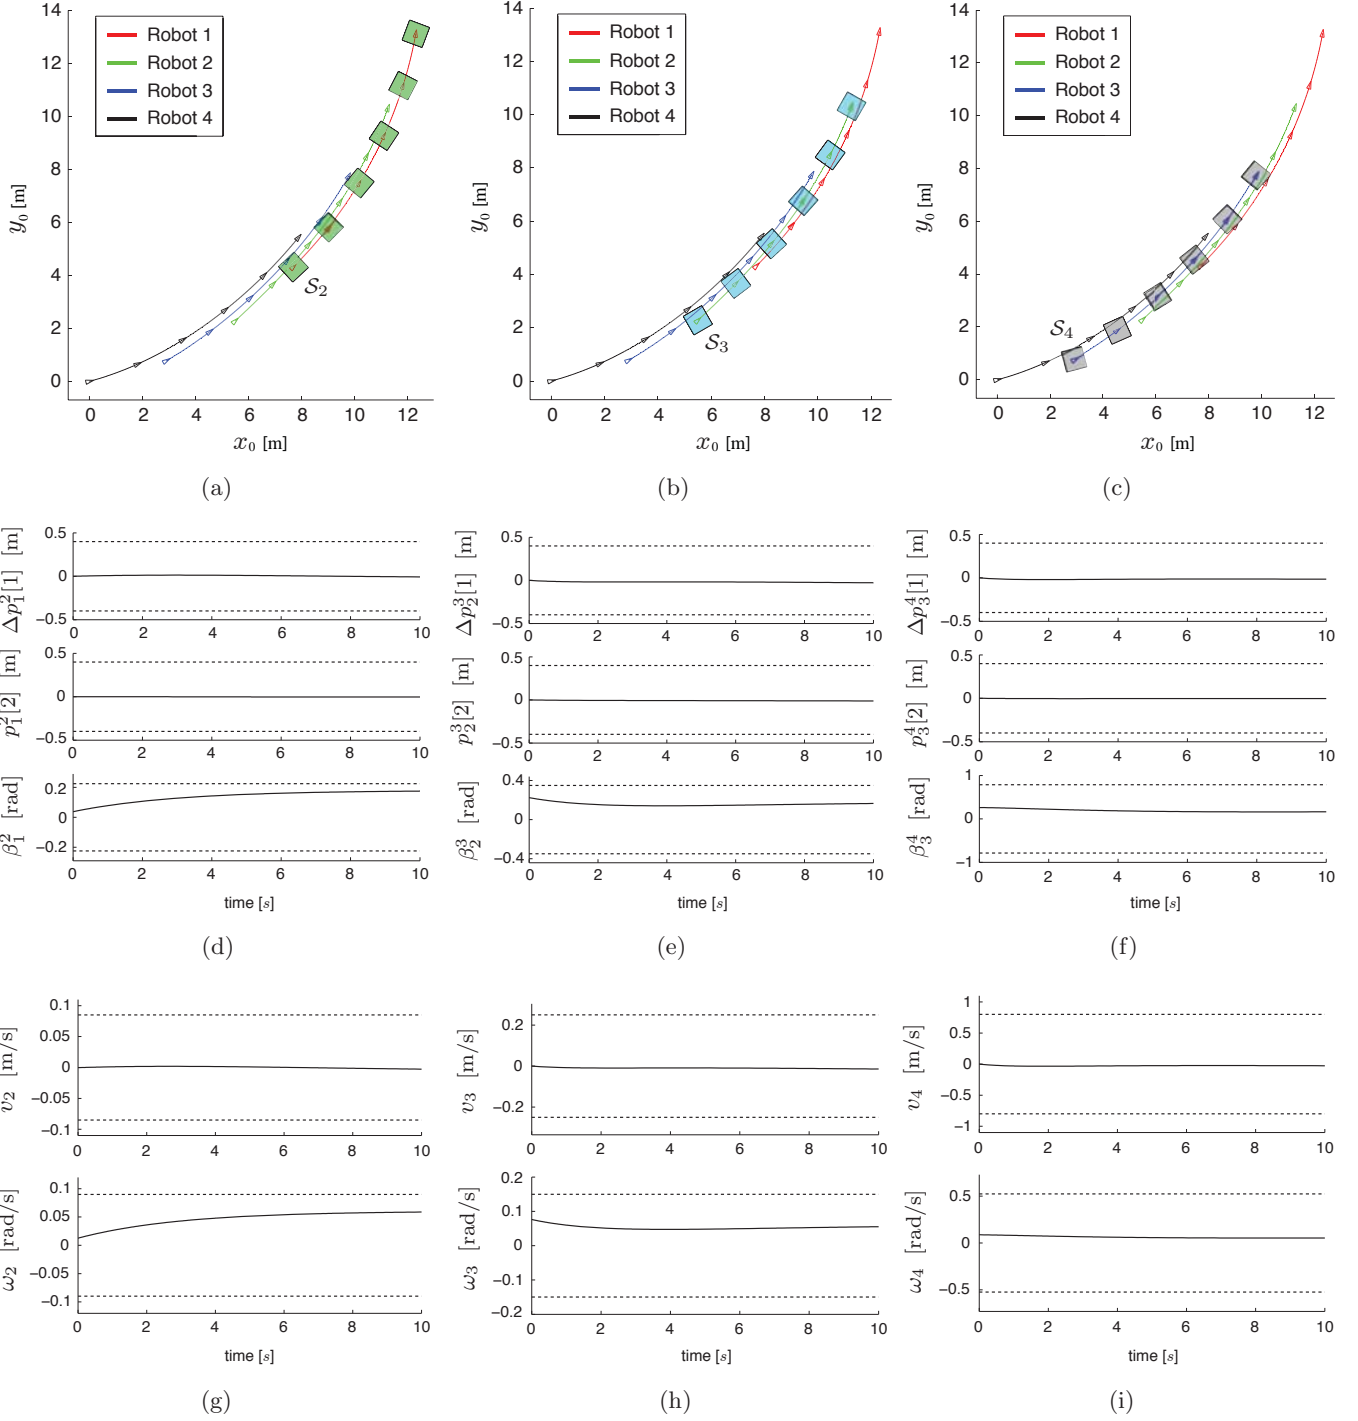 14 12 10 8 6 4 2 0
y₀ [m]
Robot 1
Robot 2
Robot 3
Robot 4
S₂
0 2 4 6 8 10 12
x₀ [m]
(a)
14 12 10 8 6 4 2 0
y₀ [m]
Robot 1
Robot 2
Robot 3
Robot 4
S₃
0 2 4 6 8 10 12
x₀ [m]
(b)
14 12 10 8 6 4 2 0
y₀ [m]
Robot 1
Robot 2
Robot 3
Robot 4
S₄
0 2 4 6 8 10 12
x₀ [m]
(c)
Δp₁²[1] [m]
0.5 0 −0.5
0 2 4 6 8 10
p₁²[2] [m]
0.5 0 −0.5
0 2 4 6 8 10
β₁² [rad]
0.2 0 −0.2
0 2 4 6 8 10
time [s]
(d)
Δp₂³[1] [m]
0.5 0 −0.5
0 2 4 6 8 10
p₂³[2] [m]
0.5 0 −0.5
0 2 4 6 8 10
β₂³ [rad]
0.4 0 −0.4
0 2 4 6 8 10
time [s]
(e)
Δp₃⁴[1] [m]
0.5 0 −0.5
0 2 4 6 8 10
p₃⁴[2] [m]
0.5 0 −0.5
0 2 4 6 8 10
β₃⁴ [rad]
1 0 −1
0 2 4 6 8 10
time [s]
(f)
v₂ [m/s]
0.1 0.05 0 −0.05 −0.1
0 2 4 6 8 10
ω₂ [rad/s]
0.1 0.05 0 −0.05 −0.1
0 2 4 6 8 10
time [s]
(g)
v₃ [m/s]
0.2 0 −0.2
0 2 4 6 8 10
ω₃ [rad/s]
0.2 0.1 0 −0.1 −0.2
0 2 4 6 8 10
time [s]
(h)
v₄ [m/s]
1 0.5 0 −0.5 −1
0 2 4 6 8 10
ω₄ [rad/s]
0.5 0 −0.5
0 2 4 6 8 10
time [s]
(i)